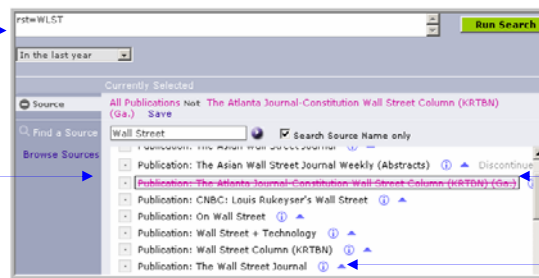 rst=WLST
Run Search
In the last year
Currently Selected
Source
All Publications Not The Atlanta Journal-Constitution Wall Street Column (KRTBN)
(Ga.) Save
Find a Source
Wall Street
Search Source Name only
Browse Sources
Publication: The Asian Wall Street Journal
Publication: The Asian Wall Street Journal Weekly (Abstracts) Discontinue
Publication: The Atlanta Journal-Constitution Wall Street Column (KRTBN) (Ga.)
Publication: CNBC: Louis Rukeyser's Wall Street
Publication: On Wall Street
Publication: Wall Street + Technology
Publication: Wall Street Column (KRTBN)
Publication: The Wall Street Journal